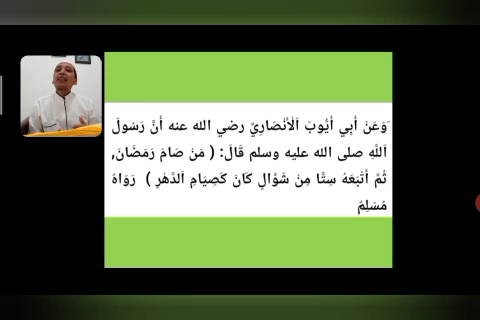 وَعَنْ أَبِي أَيُّوبَ اَلْأَنْصَارِيِّ رضي الله عنه أَنَّ رَسُولَ
اَللَّهِ صلى الله عليه وسلم قَالَ: ( مَنْ صَامَ رَمَضَانَ,
ثُمَّ أَتْبَعَهُ سِتًّا مِنْ شَوَّالٍ كَانَ كَصِيَامِ اَلدَّهْرِ ) رَوَاهُ
مُسْلِمٌ